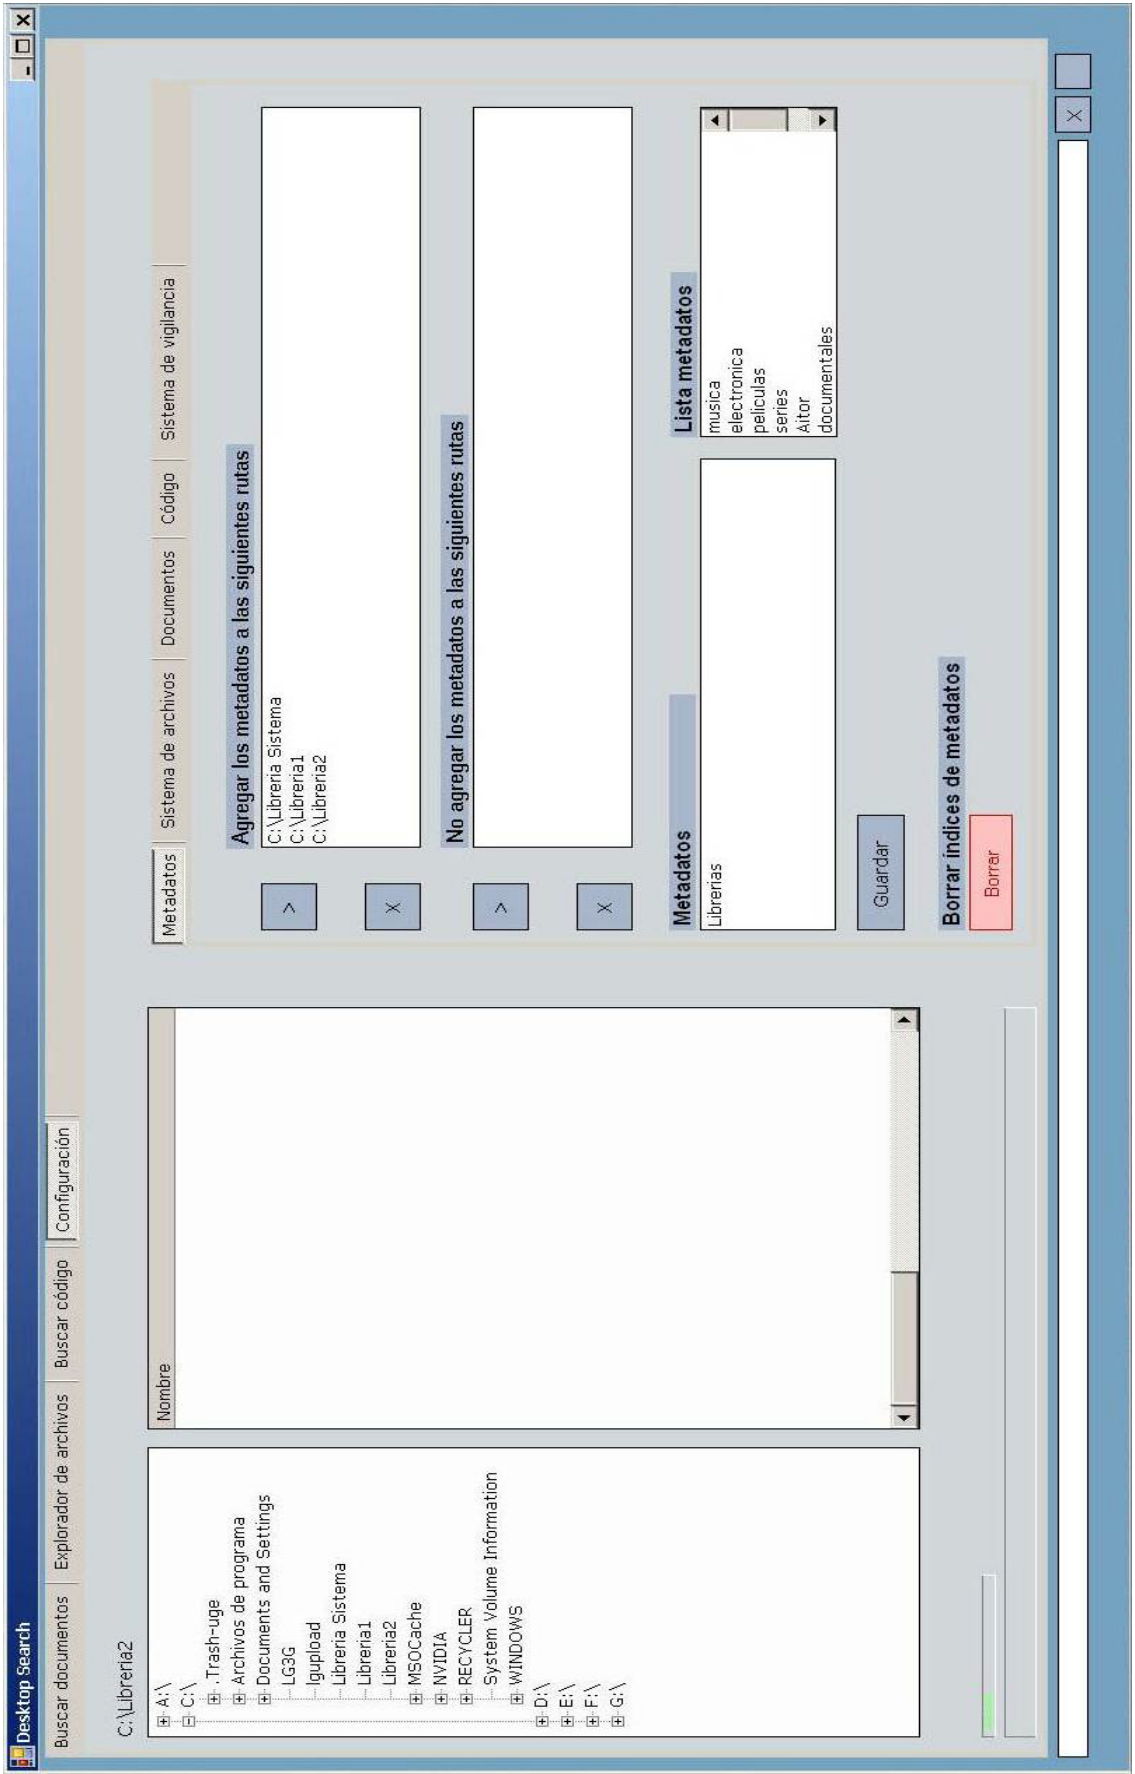 Desktop Search
Buscar documentos
Explorador de archivos
Buscar código
Configuración
C:\Libreria2
A:\
C:\
.Trash-uge
Archivos de programa
Documents and Settings
LG3G
lgupload
Libreria Sistema
Libreria1
Libreria2
MSOCache
NVIDIA
RECYCLER
System Volume Information
WINDOWS
D:\
E:\
F:\
G:\
Nombre
Metadatos
Sistema de archivos
Documentos
Código
Sistema de vigilancia
Agregar los metadatos a las siguientes rutas
>
X
C:\Libreria Sistema
C:\Libreria1
C:\Libreria2
No agregar los metadatos a las siguientes rutas
>
X
Metadatos
Librerias
Lista metadatos
musica
electronica
peliculas
series
Aitor
documentales
Guardar
Borrar índices de metadatos
Borrar
X